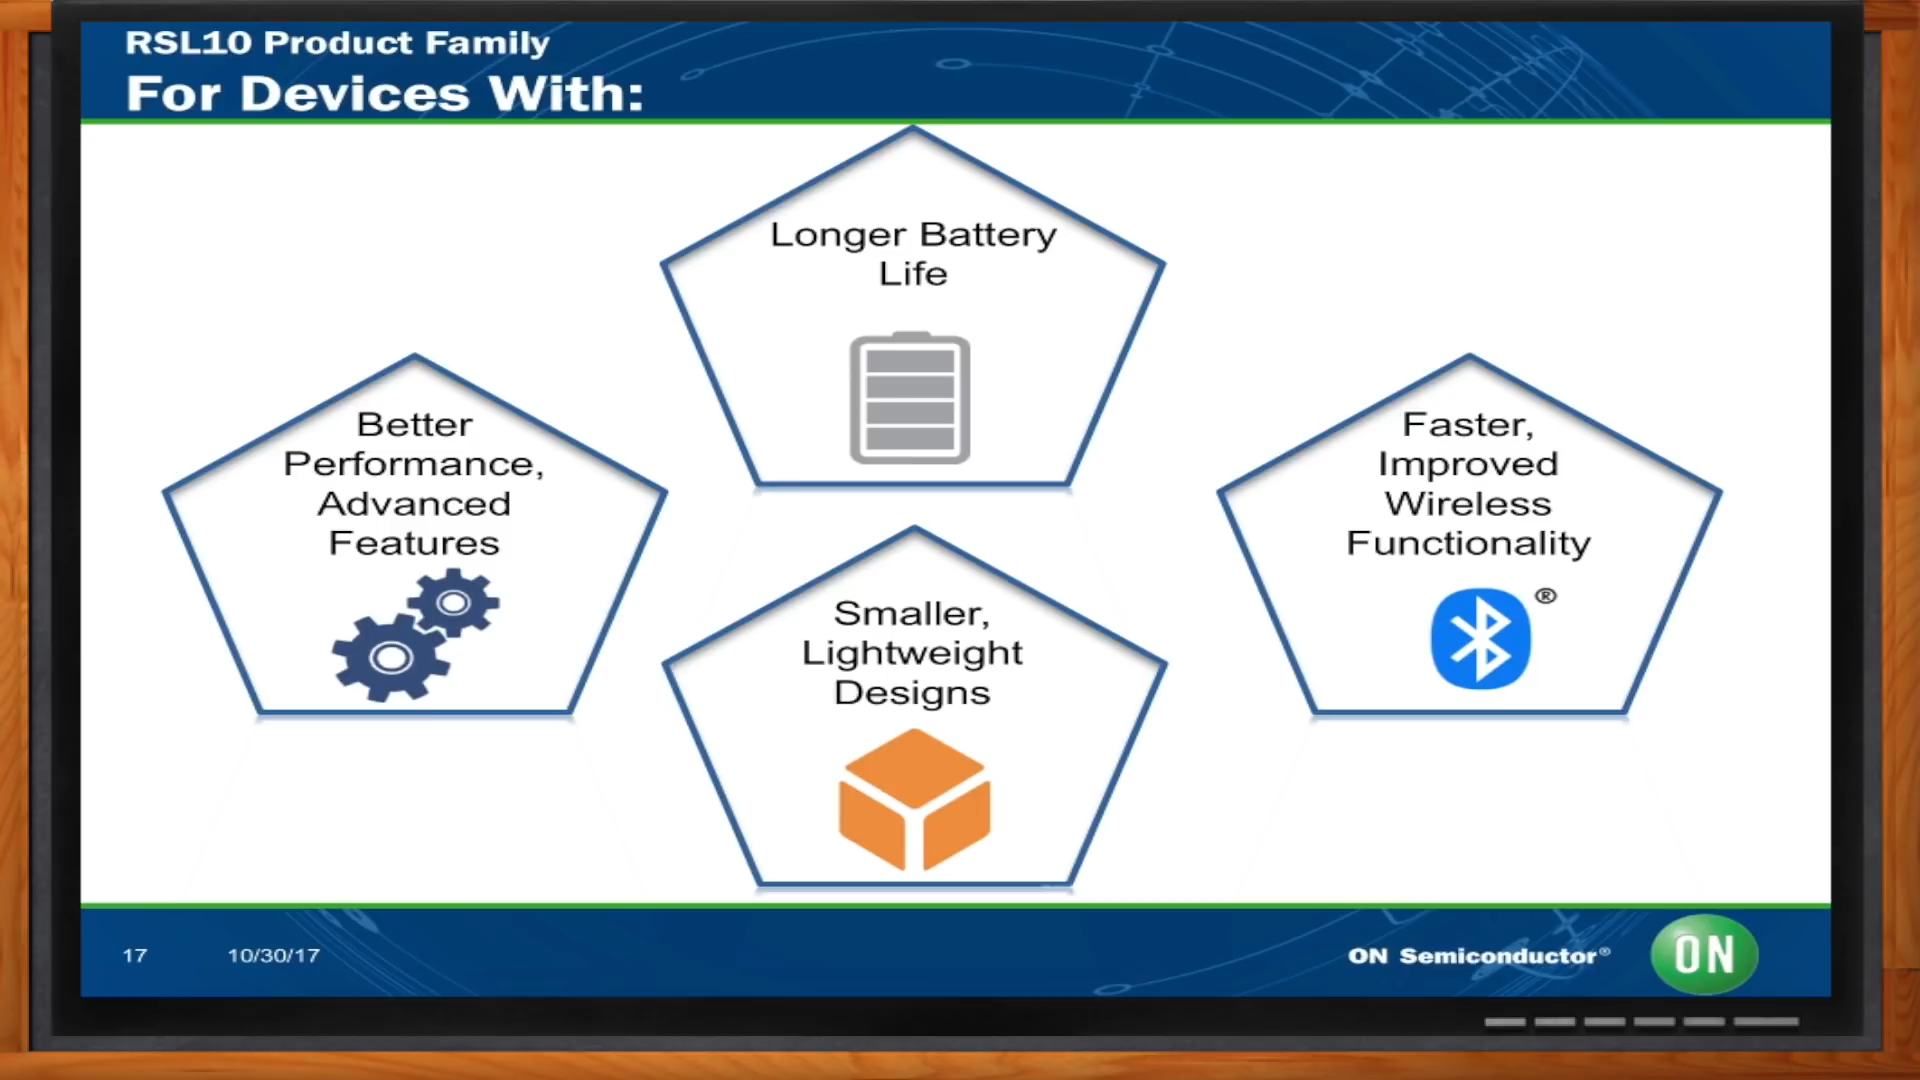 RSL10 Product Family
For Devices With:
Longer Battery
Life
Better
Performance,
Advanced
Features
Faster,
Improved
Wireless
Functionality
®
Smaller,
Lightweight
Designs
17
10/30/17
ON Semiconductor®
ON